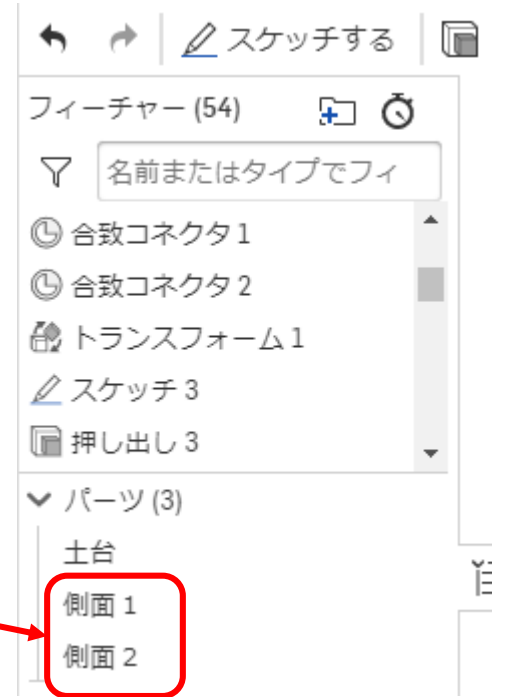 スケッチする
フィーチャー (54)
名前またはタイプでフィ
合致コネクタ 1
合致コネクタ 2
トランスフォーム 1
スケッチ 3
押し出し 3
パーツ (3)
土台
側面 1
側面 2